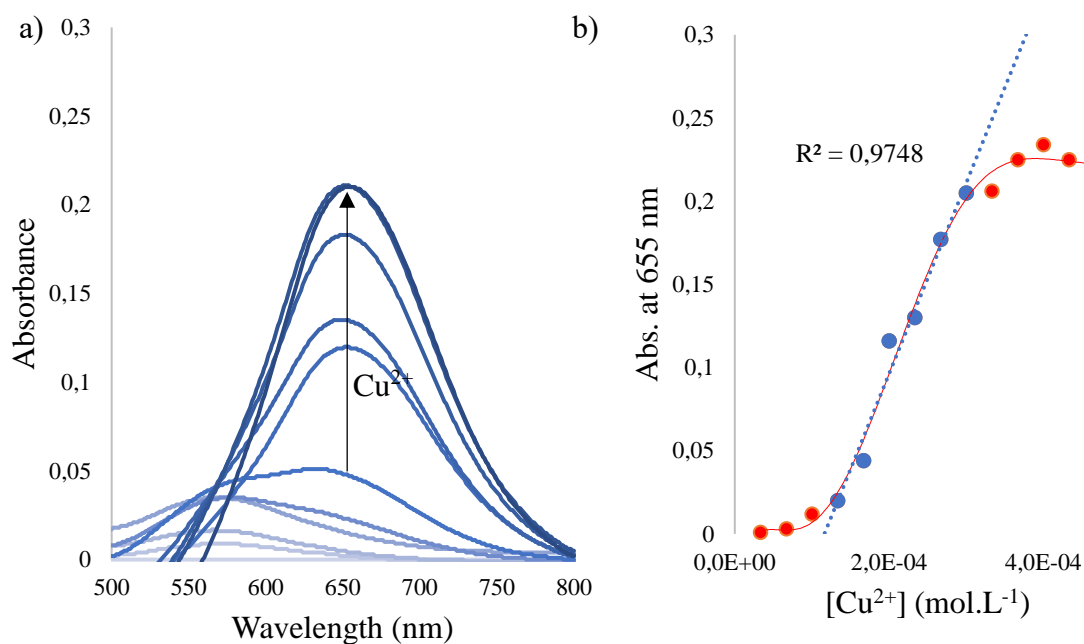 a)
0,3
0,25
0,2
0,15
0,1
0,05
0
Absorbance
Cu²⁺
500 550 600 650 700 750 800
Wavelength (nm)
b)
0,3
0,25
0,2
0,15
0,1
0,05
0
Abs. at 655 nm
R² = 0,9748
0,0E+00 2,0E-04 4,0E-04
[Cu²⁺] (mol.L⁻¹)